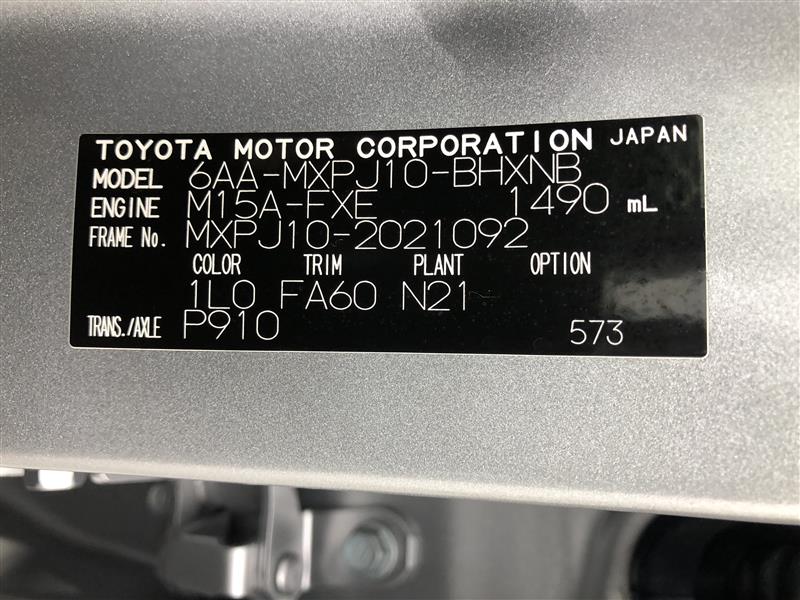 TOYOTA MOTOR CORPORATION JAPAN
MODEL 6AA-MXPJ10-BHXNB
ENGINE M15A-FXE 1490 mL
FRAME No. MXPJ10-2021092
COLOR TRIM PLANT OPTION
1L0 FA60 N21
TRANS./AXLE P910 573